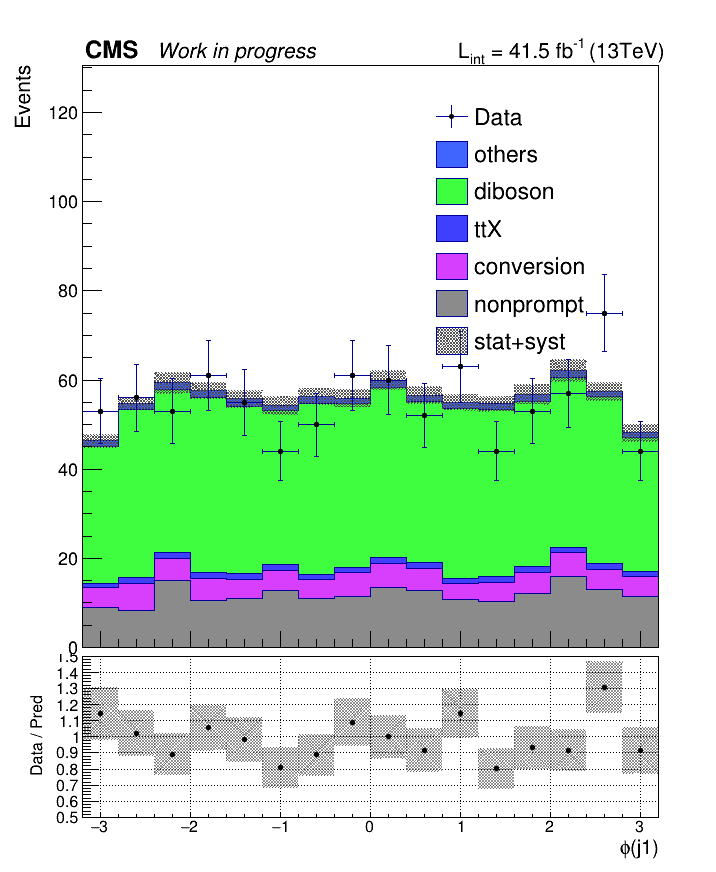 CMS Work in progress L_int = 41.5 fb⁻¹ (13TeV)
Events
120
100
80
60
40
20
0
Data
others
diboson
ttX
conversion
nonprompt
stat+syst
Data / Pred
1.5
1.4
1.3
1.2
1.1
1
0.9
0.8
0.7
0.6
0.5
−3 −2 −1 0 1 2 3
ϕ(j1)